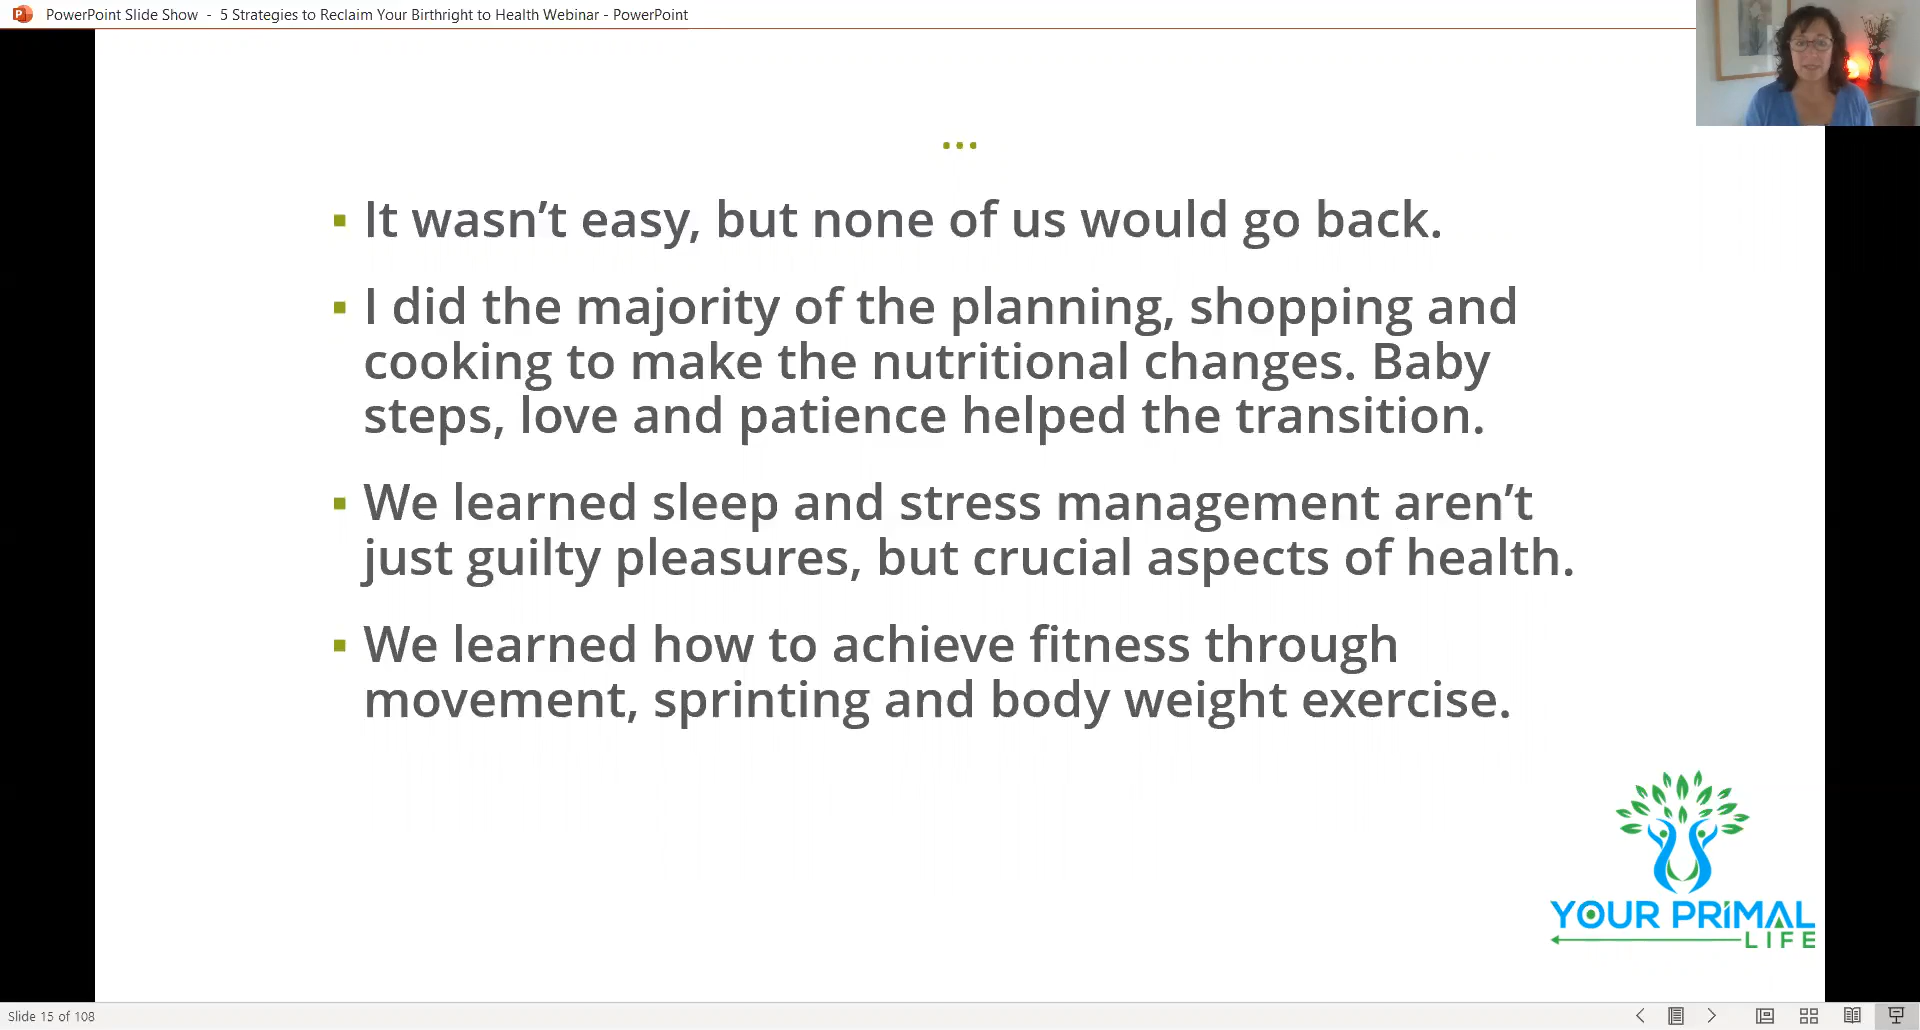 PowerPoint Slide Show - 5 Strategies to Reclaim Your Birthright to Health Webinar - PowerPoint
...
▪ It wasn’t easy, but none of us would go back.
▪ I did the majority of the planning, shopping and
cooking to make the nutritional changes. Baby
steps, love and patience helped the transition.
▪ We learned sleep and stress management aren’t
just guilty pleasures, but crucial aspects of health.
▪ We learned how to achieve fitness through
movement, sprinting and body weight exercise.
YOUR PRIMAL
LIFE
Slide 15 of 108